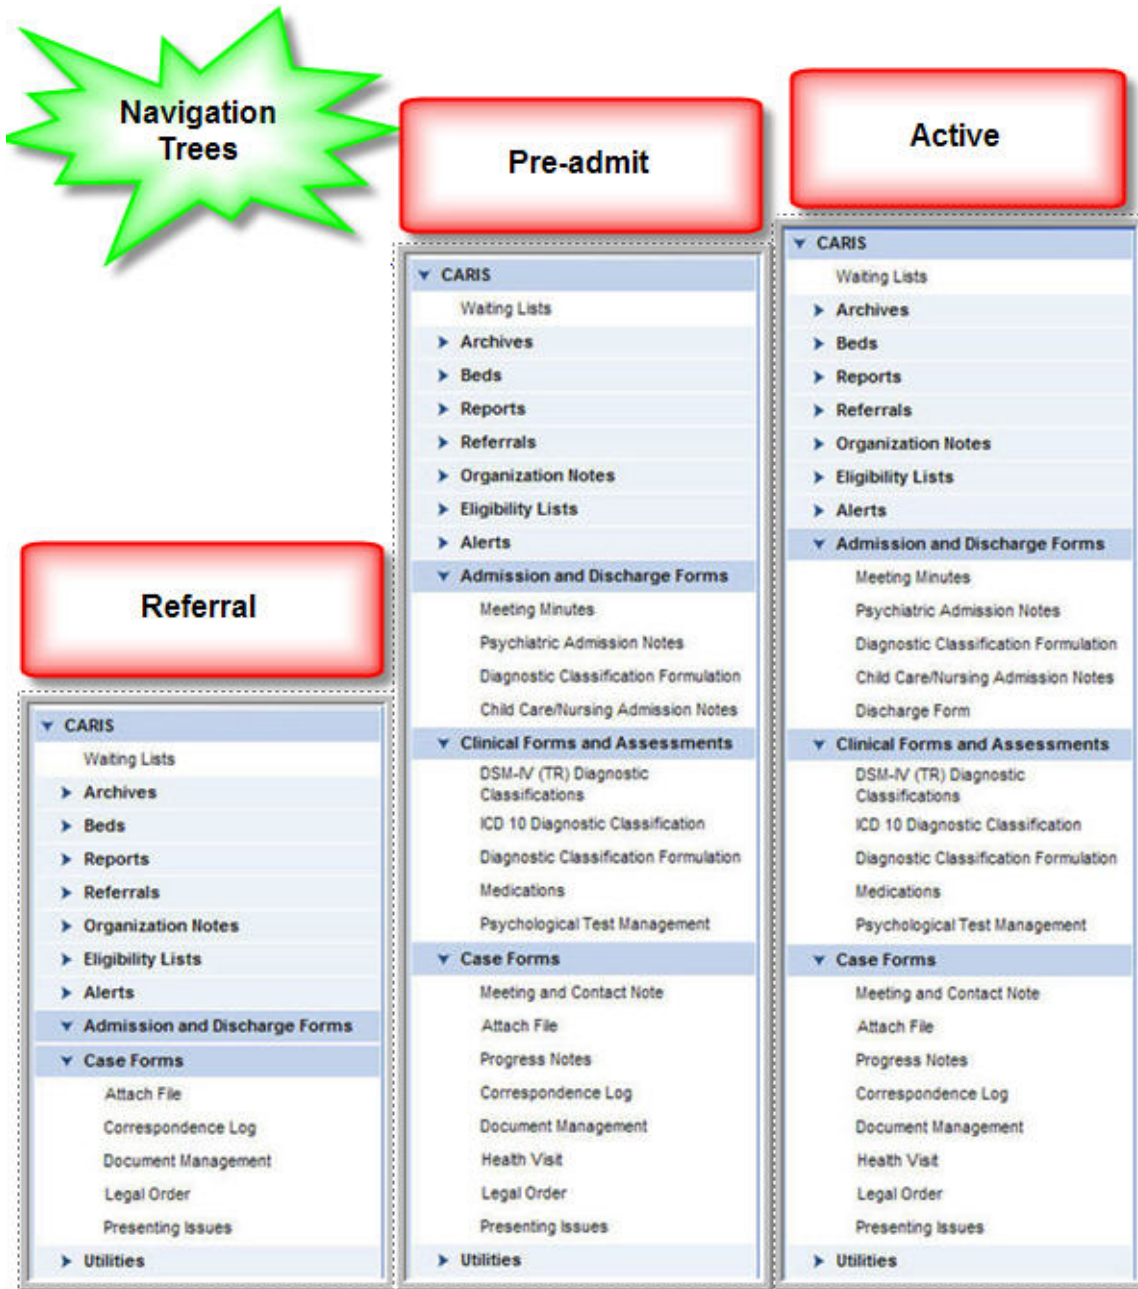 Navigation
Trees
Referral
CARIS
Waiting Lists
Archives
Beds
Reports
Referrals
Organization Notes
Eligibility Lists
Alerts
Admission and Discharge Forms
Case Forms
Attach File
Correspondence Log
Document Management
Legal Order
Presenting Issues
Utilities
Pre-admit
CARIS
Waiting Lists
Archives
Beds
Reports
Referrals
Organization Notes
Eligibility Lists
Alerts
Admission and Discharge Forms
Meeting Minutes
Psychiatric Admission Notes
Diagnostic Classification Formulation
Child Care/Nursing Admission Notes
Clinical Forms and Assessments
DSM-IV (TR) Diagnostic
Classifications
ICD 10 Diagnostic Classification
Diagnostic Classification Formulation
Medications
Psychological Test Management
Case Forms
Meeting and Contact Note
Attach File
Progress Notes
Correspondence Log
Document Management
Health Visit
Legal Order
Presenting Issues
Utilities
Active
CARIS
Waiting Lists
Archives
Beds
Reports
Referrals
Organization Notes
Eligibility Lists
Alerts
Admission and Discharge Forms
Meeting Minutes
Psychiatric Admission Notes
Diagnostic Classification Formulation
Child Care/Nursing Admission Notes
Discharge Form
Clinical Forms and Assessments
DSM-IV (TR) Diagnostic
Classifications
ICD 10 Diagnostic Classification
Diagnostic Classification Formulation
Medications
Psychological Test Management
Case Forms
Meeting and Contact Note
Attach File
Progress Notes
Correspondence Log
Document Management
Health Visit
Legal Order
Presenting Issues
Utilities